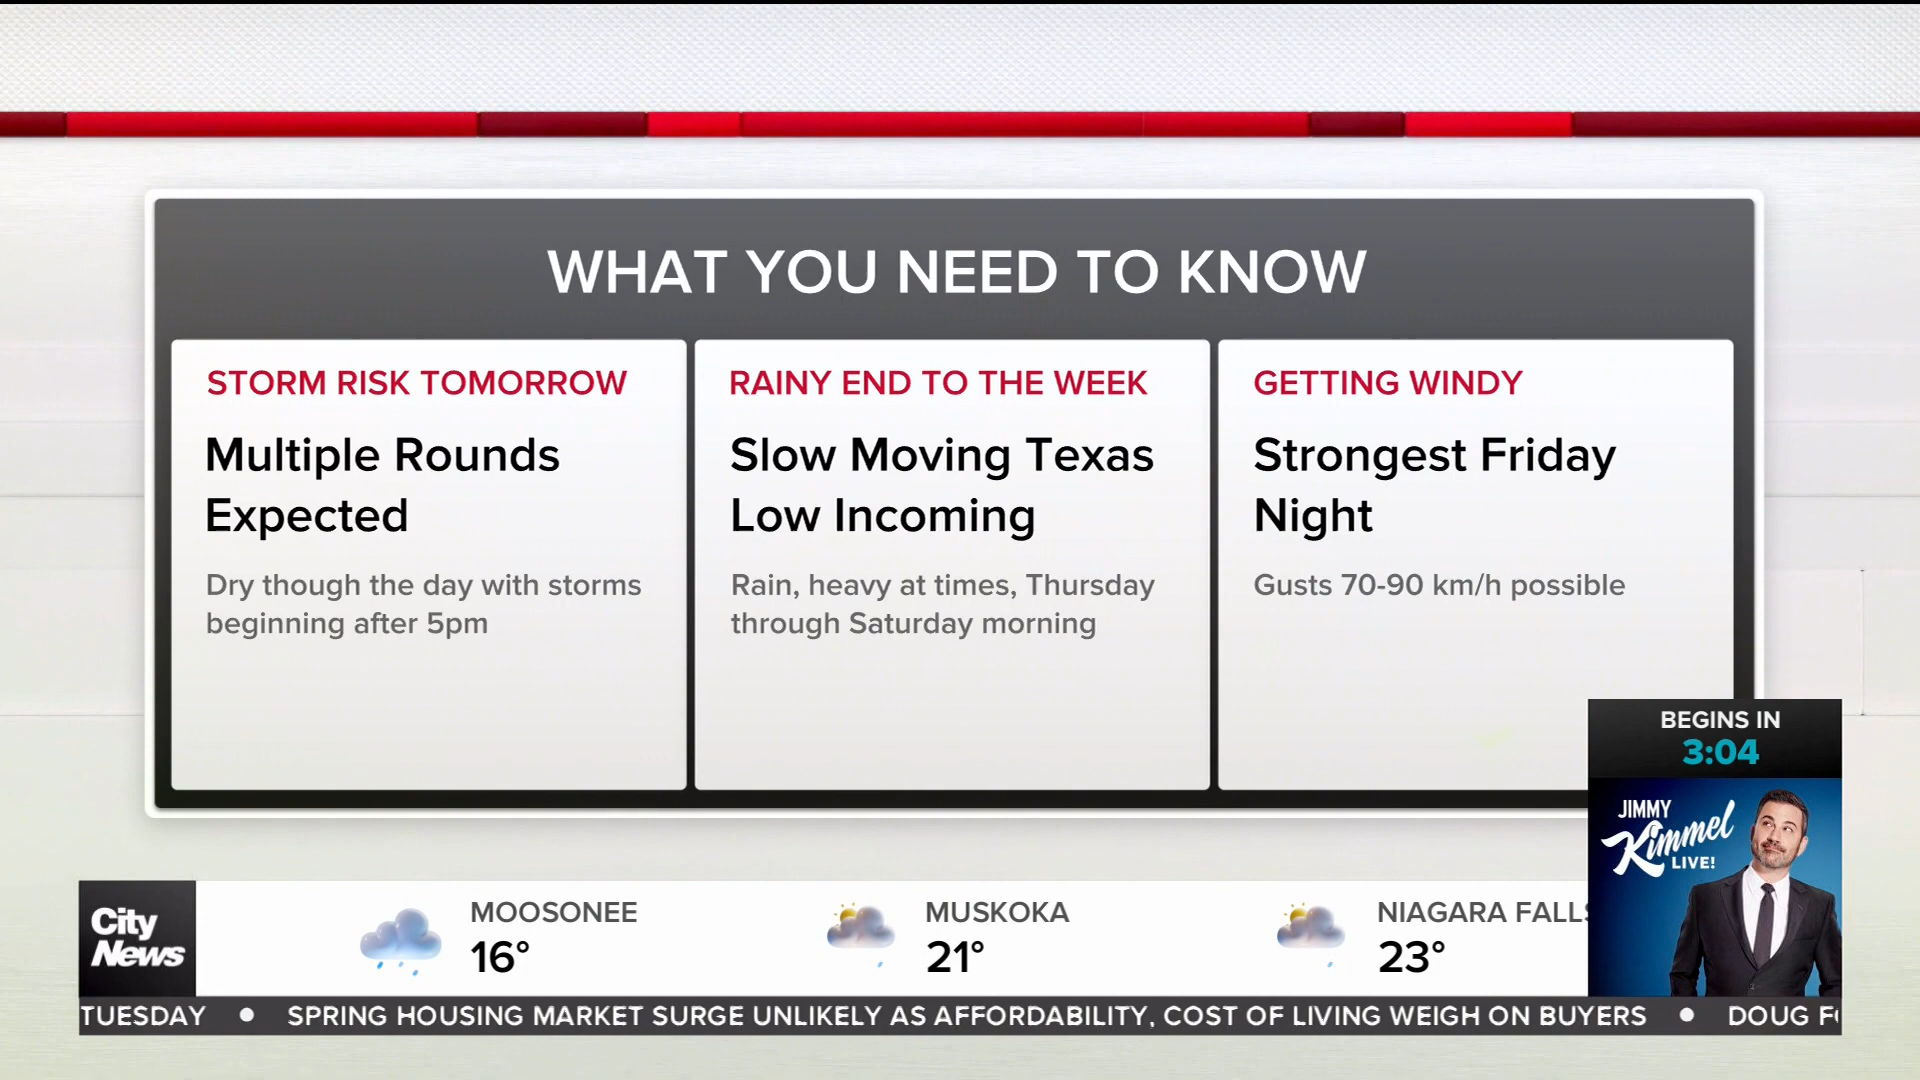 WHAT YOU NEED TO KNOW
STORM RISK TOMORROW
Multiple Rounds
Expected
Dry though the day with storms
beginning after 5pm
RAINY END TO THE WEEK
Slow Moving Texas
Low Incoming
Rain, heavy at times, Thursday
through Saturday morning
GETTING WINDY
Strongest Friday
Night
Gusts 70-90 km/h possible
BEGINS IN
3:04
JIMMY
Kimmel
LIVE!
City
News
MOOSONEE
16°
MUSKOKA
21°
NIAGARA FALLS
23°
TUESDAY ● SPRING HOUSING MARKET SURGE UNLIKELY AS AFFORDABILITY, COST OF LIVING WEIGH ON BUYERS ● DOUG F